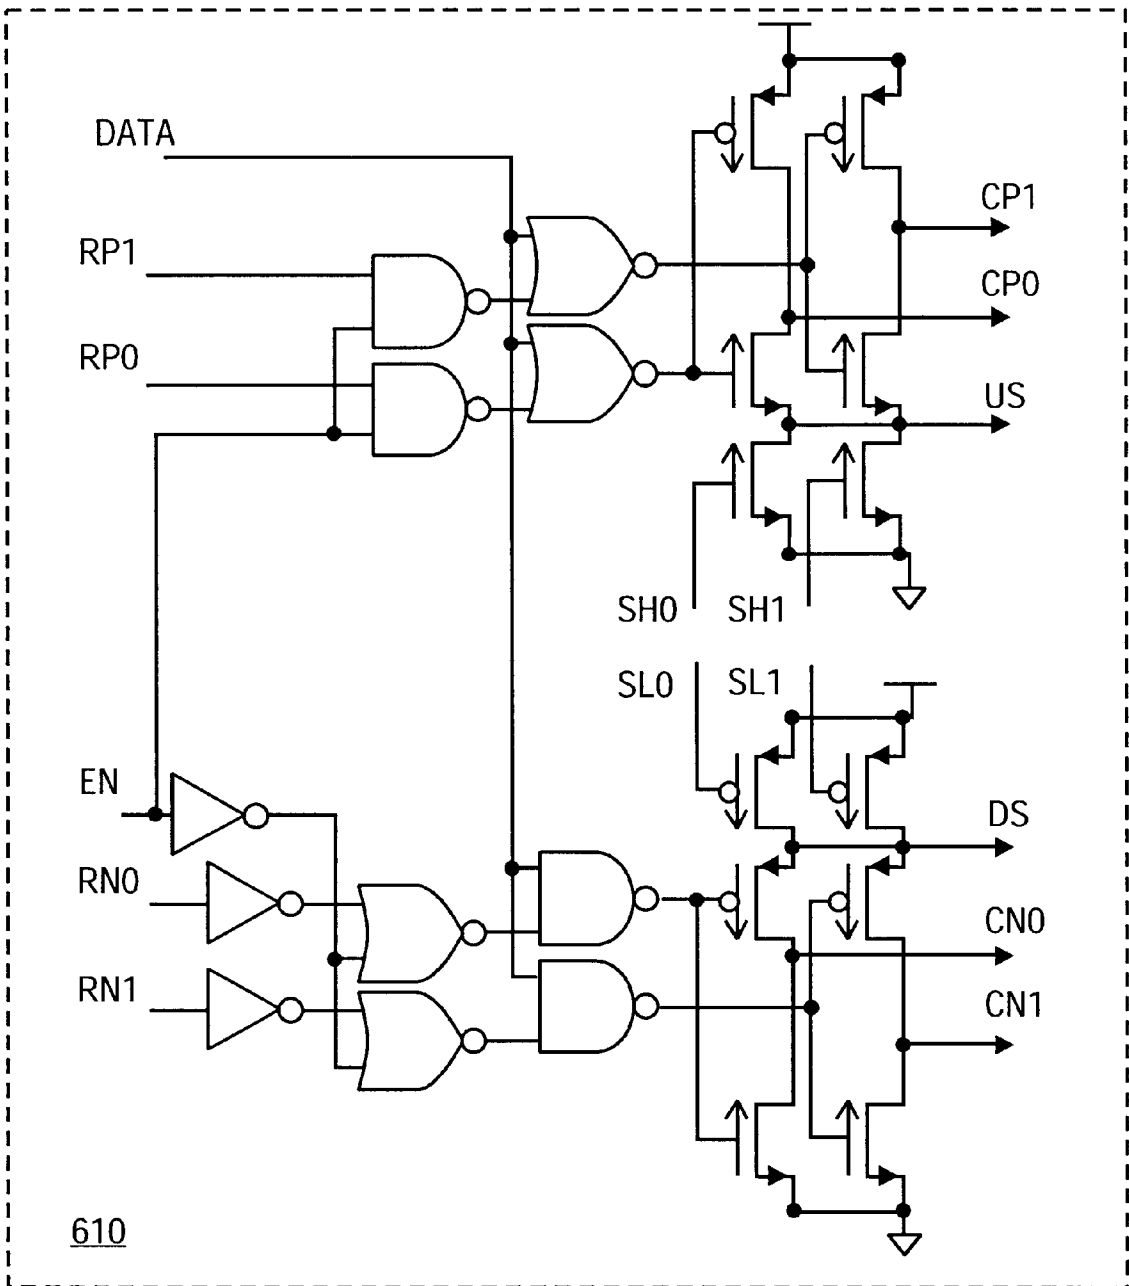 DATA
RP1
RP0
CP1
CP0
US
SH0 SH1
SL0 SL1
EN
RN0
RN1
DS
CN0
CN1
610